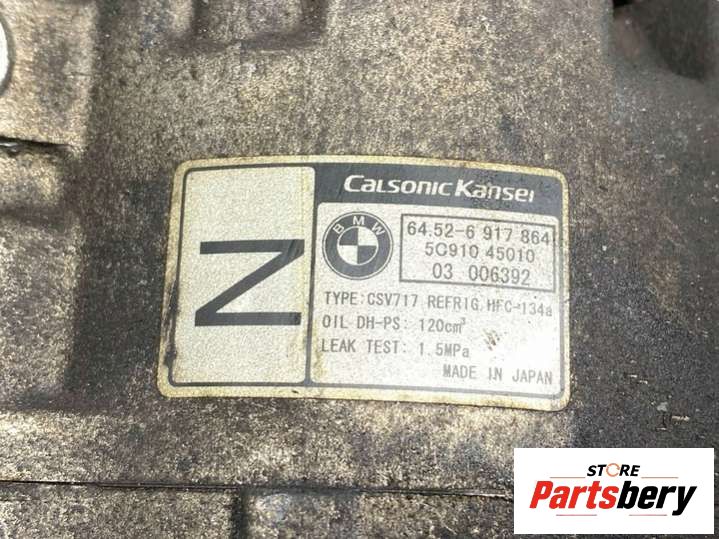 Calsonic Kansei
Z
BMW
64.52-6 917 864
5C910 45010
03 006392
TYPE:CSV717 REFRIG.HFC-134a
OIL DH-PS: 120cm³
LEAK TEST: 1.5MPa
MADE IN JAPAN
STORE
Partsbery